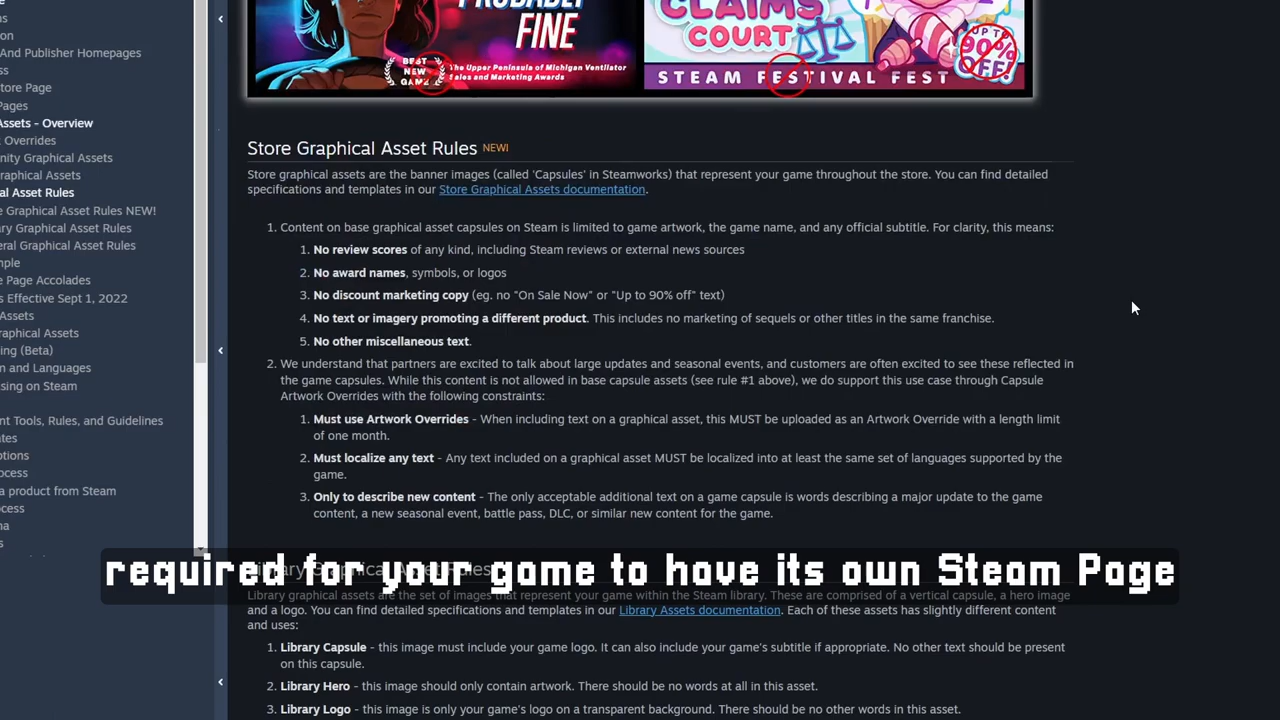 PROBABLY
FINE
BEST
NEW
GAME
The Upper Peninsula of Michigan Ventilator
Sales and Marketing Awards
CLAIMS
COURT
UP TO
90%
OFF!
STEAM FESTIVAL FEST
And Publisher Homepages
tore Page
Pages
Assets - Overview
Overrides
nity Graphical Assets
raphical Assets
al Asset Rules
e Graphical Asset Rules NEW!
ary Graphical Asset Rules
eral Graphical Asset Rules
mple
e Page Accolades
s Effective Sept 1, 2022
Assets
raphical Assets
ing (Beta)
n and Languages
sing on Steam
nt Tools, Rules, and Guidelines
ates
ptions
ocess
a product from Steam
ocess
na
s
Store Graphical Asset Rules NEW!
Store graphical assets are the banner images (called 'Capsules' in Steamworks) that represent your game throughout the store. You can find detailed
specifications and templates in our Store Graphical Assets documentation.
1. Content on base graphical asset capsules on Steam is limited to game artwork, the game name, and any official subtitle. For clarity, this means:
1. No review scores of any kind, including Steam reviews or external news sources
2. No award names, symbols, or logos
3. No discount marketing copy (eg. no "On Sale Now" or "Up to 90% off" text)
4. No text or imagery promoting a different product. This includes no marketing of sequels or other titles in the same franchise.
5. No other miscellaneous text.
2. We understand that partners are excited to talk about large updates and seasonal events, and customers are often excited to see these reflected in
the game capsules. While this content is not allowed in base capsule assets (see rule #1 above), we do support this use case through Capsule
Artwork Overrides with the following constraints:
1. Must use Artwork Overrides - When including text on a graphical asset, this MUST be uploaded as an Artwork Override with a length limit
of one month.
2. Must localize any text - Any text included on a graphical asset MUST be localized into at least the same set of languages supported by the
game.
3. Only to describe new content - The only acceptable additional text on a game capsule is words describing a major update to the game
content, a new seasonal event, battle pass, DLC, or similar new content for the game.
required for your game to have its own Steam Page
Library Graphical Asset Rules
Library graphical assets are the set of images that represent your game within the Steam library. These are comprised of a vertical capsule, a hero image
and a logo. You can find detailed specifications and templates in our Library Assets documentation. Each of these assets has slightly different content
and uses:
1. Library Capsule - this image must include your game logo. It can also include your game's subtitle if appropriate. No other text should be present
on this capsule.
2. Library Hero - this image should only contain artwork. There should be no words at all in this asset.
3. Library Logo - this image is only your game's logo on a transparent background. There should be no other words in this asset.